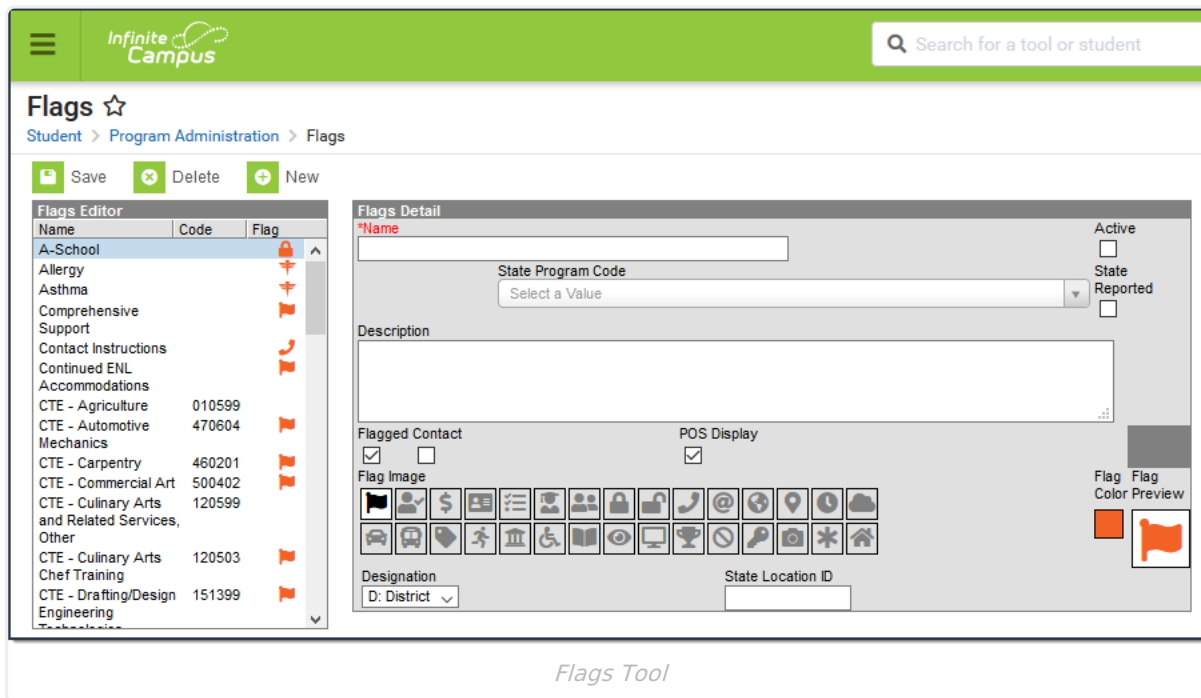 Infinite Campus
Search for a tool or student
Flags
Student > Program Administration > Flags
Save Delete New
Flags Editor
Name Code Flag
A-School
Allergy
Asthma
Comprehensive
Support
Contact Instructions
Continued ENL
Accommodations
CTE - Agriculture 010599
CTE - Automotive 470604
Mechanics
CTE - Carpentry 460201
CTE - Commercial Art 500402
CTE - Culinary Arts 120599
and Related Services,
Other
CTE - Culinary Arts 120503
Chef Training
CTE - Drafting/Design 151399
Engineering
Technologies
Flags Detail
*Name
Active
State Program Code
State
Reported
Select a Value
Description
Flagged Contact
POS Display
Flag Image
Flag Flag
Color Preview
Designation
State Location ID
D: District
Flags Tool